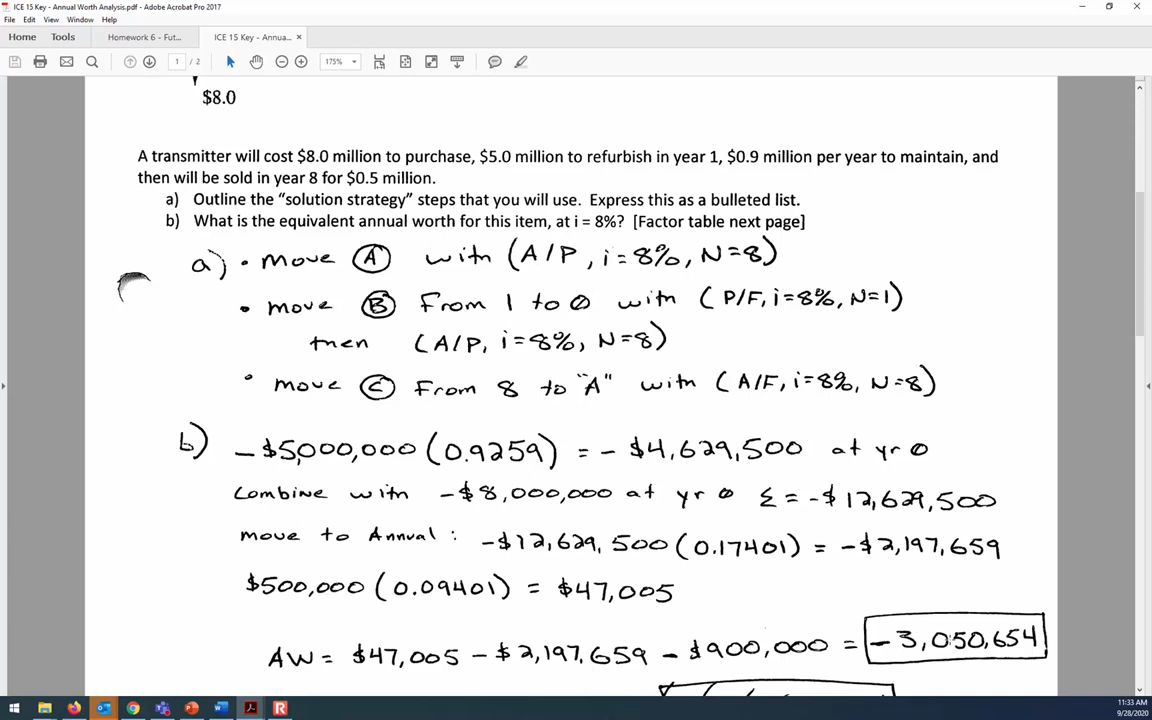 ICE 15 Key - Annual Worth Analysis.pdf - Adobe Acrobat Pro 2017
File Edit View Window Help
Home Tools Homework 6 - Fut... ICE 15 Key - Annua... ×
1 / 2 175%
$8.0
A transmitter will cost $8.0 million to purchase, $5.0 million to refurbish in year 1, $0.9 million per year to maintain, and
then will be sold in year 8 for $0.5 million.
a) Outline the “solution strategy” steps that you will use. Express this as a bulleted list.
b) What is the equivalent annual worth for this item, at i = 8%? [Factor table next page]
a) • move Ⓐ with (A/P, i=8%, N=8)
• move Ⓑ From 1 to 0 with (P/F, i=8%, N=1)
then (A/P, i=8%, N=8)
• move Ⓒ From 8 to "A" with (A/F, i=8%, N=8)
b) -$5,000,000 (0.9259) = -$4,629,500 at yr 0
Combine with -$8,000,000 at yr 0 Σ = -$12,629,500
move to Annual: -$12,629,500 (0.17401) = -$2,197,659
$500,000 (0.09401) = $47,005
AW = $47,005 - $2,197,659 - $900,000 = -3,050,654
11:33 AM
9/28/2020